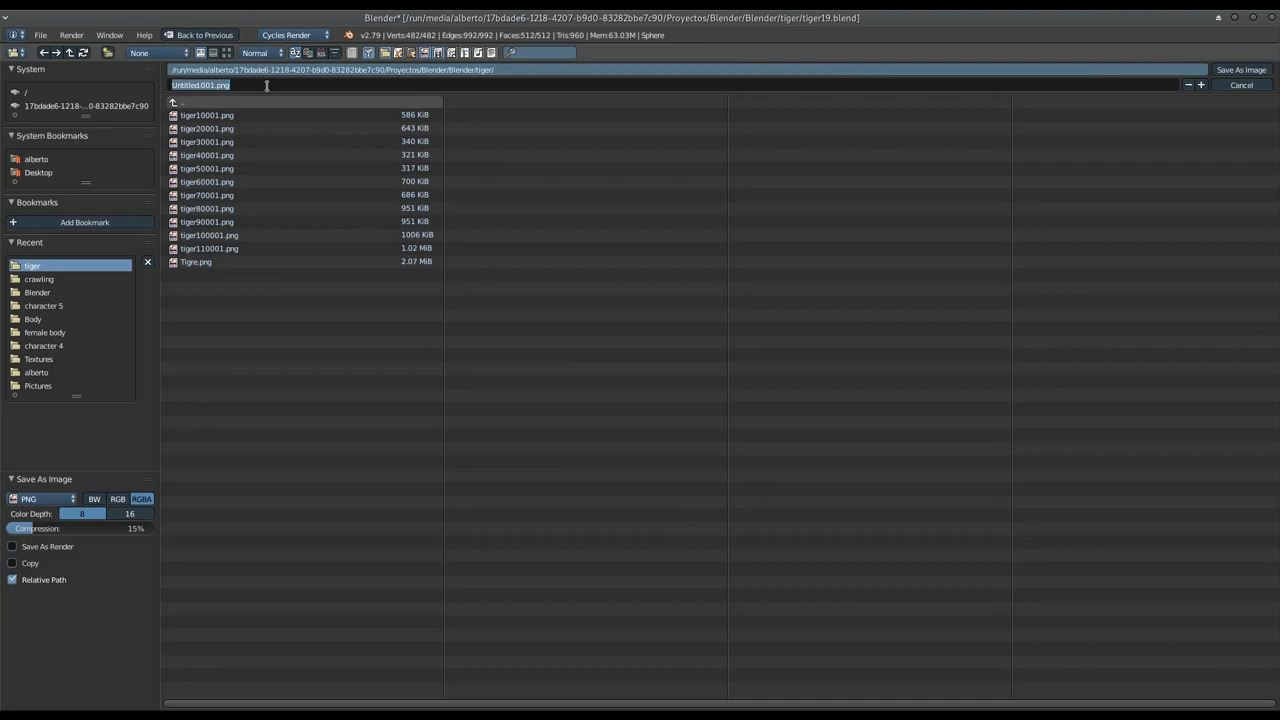 Blender* [/run/media/alberto/17bdade6-1218-4207-b9d0-83282bbe7c90/Proyectos/Blender/Blender/tiger/tiger19.blend]
File Render Window Help Back to Previous Cycles Render v2.79 | Verts:482/482 | Edges:992/992 | Faces:512/512 | Tris:960 | Mem:63.03M | Sphere
None Normal
System
/run/media/alberto/17bdade6-1218-4207-b9d0-83282bbe7c90/Proyectos/Blender/Blender/tiger/ Save As Image
Untitled.001.png Cancel
/
17bdade6-1218-...0-83282bbe7c90
System Bookmarks
alberto
Desktop
Bookmarks
Add Bookmark
Recent
tiger
crawling
Blender
character 5
Body
female body
character 4
Textures
alberto
Pictures
..
tiger10001.png 586 KiB
tiger20001.png 643 KiB
tiger30001.png 340 KiB
tiger40001.png 321 KiB
tiger50001.png 317 KiB
tiger60001.png 700 KiB
tiger70001.png 686 KiB
tiger80001.png 951 KiB
tiger90001.png 951 KiB
tiger100001.png 1006 KiB
tiger110001.png 1.02 MiB
Tigre.png 2.07 MiB
Save As Image
PNG BW RGB RGBA
Color Depth: 8 16
Compression: 15%
Save As Render
Copy
Relative Path